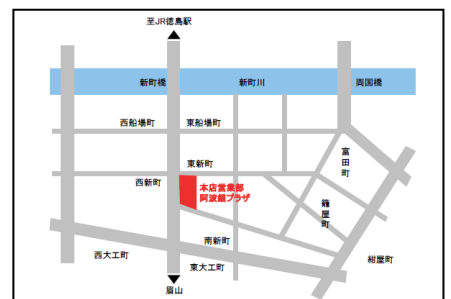 至JR徳島駅
新町橋
新町川
両国橋
西船場町
東船場町
東新町
富田町
西新町
本店営業部
阿波銀プラザ
籠屋町
南新町
西大工町
東大工町
紺屋町
眉山